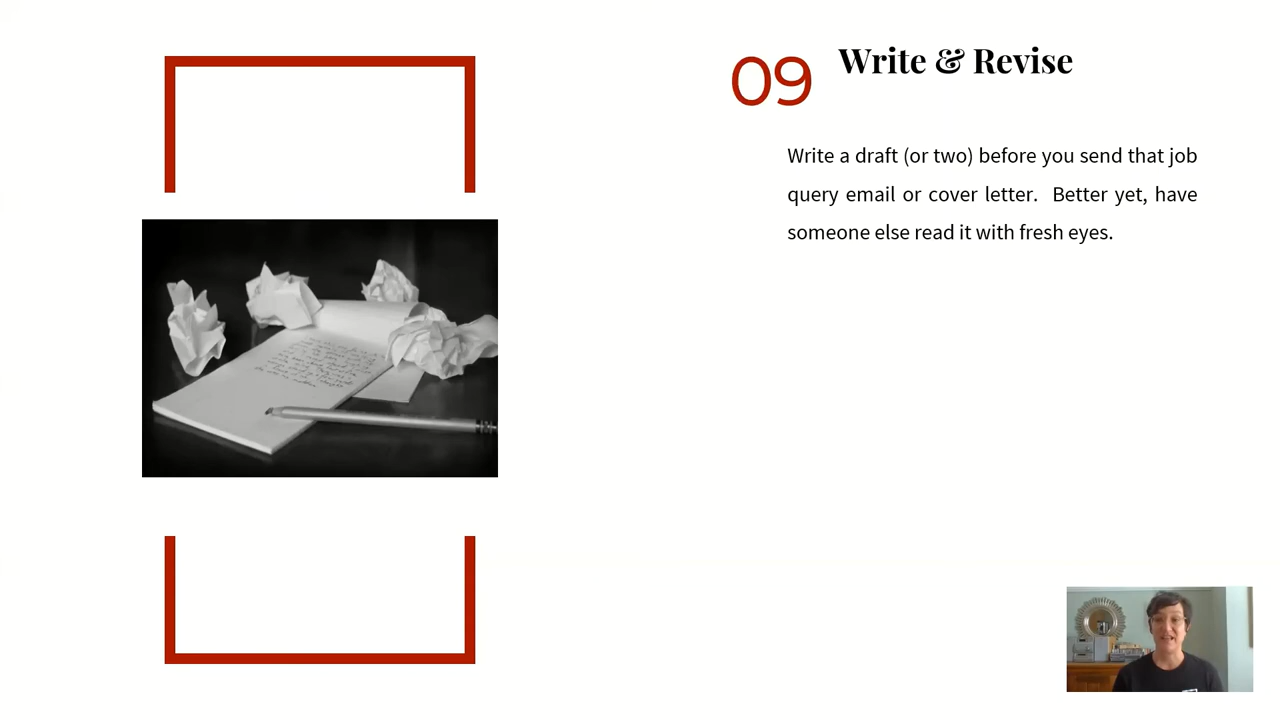 09
Write & Revise
Write a draft (or two) before you send that job
query email or cover letter.  Better yet, have
someone else read it with fresh eyes.